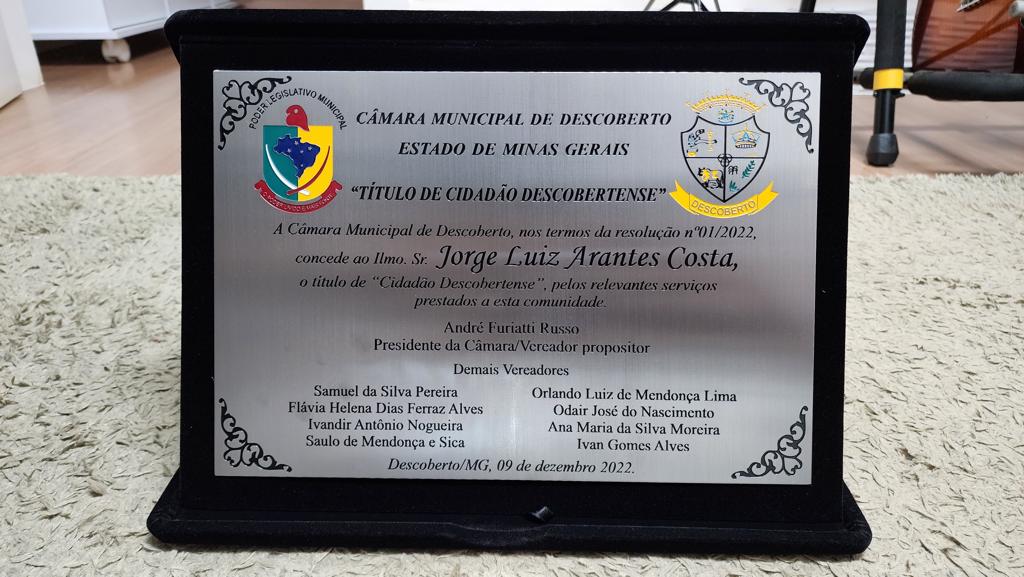 PODER LEGISLATIVO MUNICIPAL
CÂMARA MUNICIPAL DE DESCOBERTO
ESTADO DE MINAS GERAIS
“TÍTULO DE CIDADÃO DESCOBERTENSE”
DESCOBERTO
A Câmara Municipal de Descoberto, nos termos da resolução nº01/2022,
concede ao Ilmo. Sr. Jorge Luiz Arantes Costa,
o título de “Cidadão Descobertense”, pelos relevantes serviços
prestados a esta comunidade.
André Furiatti Russo
Presidente da Câmara/Vereador propositor
Demais Vereadores
Samuel da Silva Pereira
Flávia Helena Dias Ferraz Alves
Ivandir Antônio Nogueira
Saulo de Mendonça e Sica
Orlando Luiz de Mendonça Lima
Odair José do Nascimento
Ana Maria da Silva Moreira
Ivan Gomes Alves
Descoberto/MG, 09 de dezembro 2022.